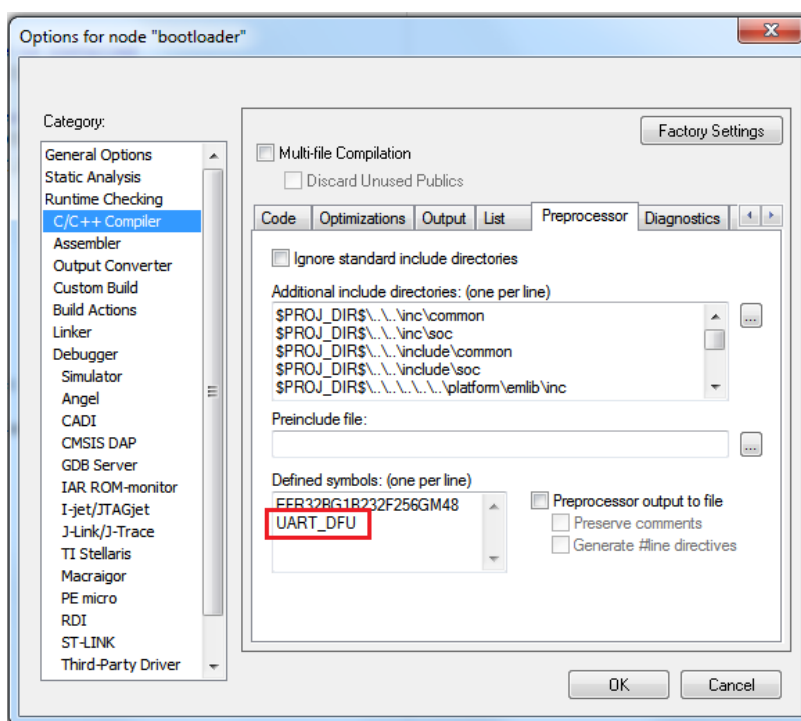 Options for node "bootloader"
Category:
General Options
Static Analysis
Runtime Checking
C/C++ Compiler
Assembler
Output Converter
Custom Build
Build Actions
Linker
Debugger
Simulator
Angel
CADI
CMSIS DAP
GDB Server
IAR ROM-monitor
I-jet/JTAGjet
J-Link/J-Trace
TI Stellaris
Macraigor
PE micro
RDI
ST-LINK
Third-Party Driver
Factory Settings
Multi-file Compilation
Discard Unused Publics
Code Optimizations Output List Preprocessor Diagnostics
Ignore standard include directories
Additional include directories: (one per line)
$PROJ_DIR$\..\..\inc\common
$PROJ_DIR$\..\..\inc\soc
$PROJ_DIR$\..\..\include\common
$PROJ_DIR$\..\..\include\soc
$PROJ_DIR$\..\..\..\..\..\..\platform\emlib\inc
...
Preinclude file:
...
Defined symbols: (one per line)
EFR32BG1B232F256GM48
UART_DFU
Preprocessor output to file
Preserve comments
Generate #line directives
OK Cancel